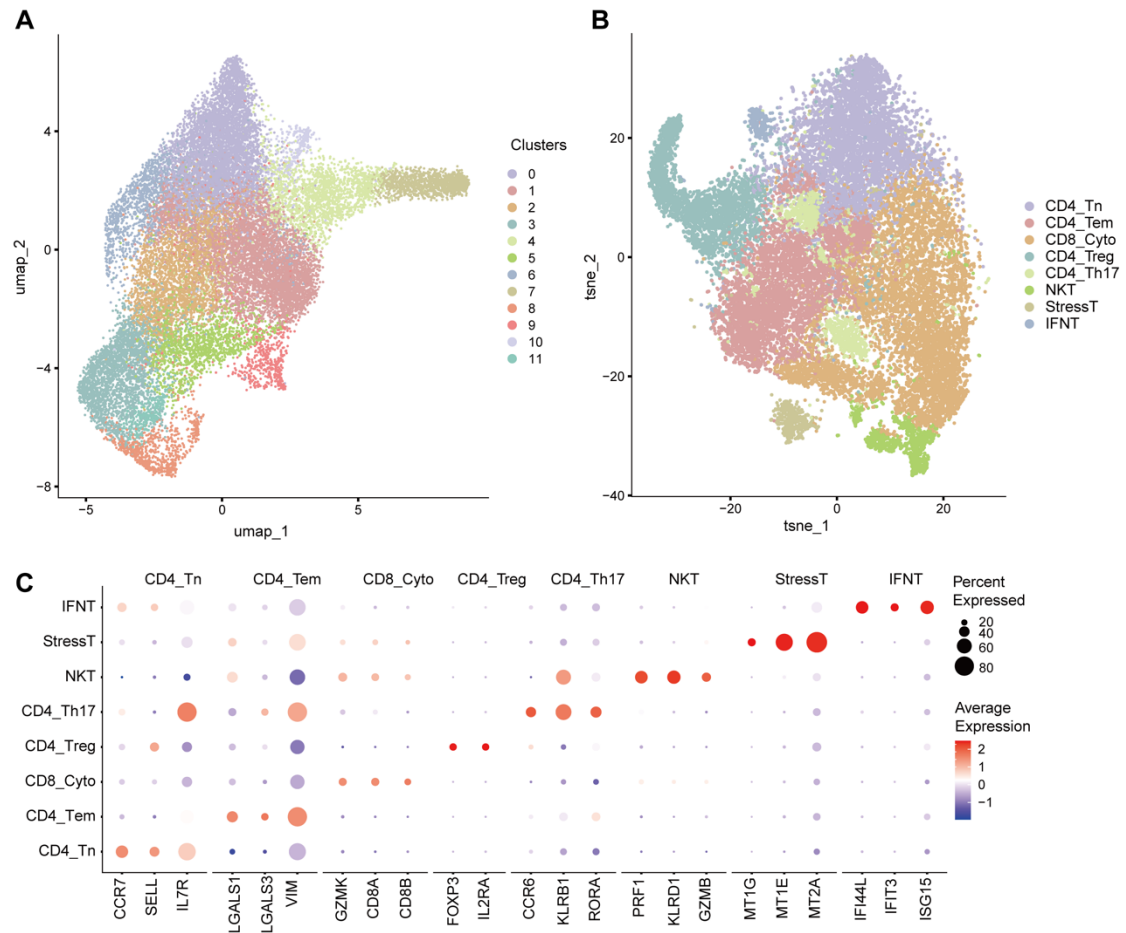 A
4
0
−4
−8
−5
0
5
umap_1
umap_2
Clusters
0
1
2
3
4
5
6
7
8
9
10
11
B
20
0
−20
−40
−20
0
20
tsne_1
tsne_2
CD4_Tn
CD4_Tem
CD8_Cyto
CD4_Treg
CD4_Th17
NKT
StressT
IFNT
C
CD4_Tn CD4_Tem CD8_Cyto CD4_Treg CD4_Th17 NKT StressT IFNT
IFNT
StressT
NKT
CD4_Th17
CD4_Treg
CD8_Cyto
CD4_Tem
CD4_Tn
CCR7
SELL
IL7R
LGALS1
LGALS3
VIM
GZMK
CD8A
CD8B
FOXP3
IL2RA
CCR6
KLRB1
RORA
PRF1
KLRD1
GZMB
MT1G
MT1E
MT2A
IFI44L
IFIT3
ISG15
Percent
Expressed
20
40
60
80
Average
Expression
2
1
0
−1